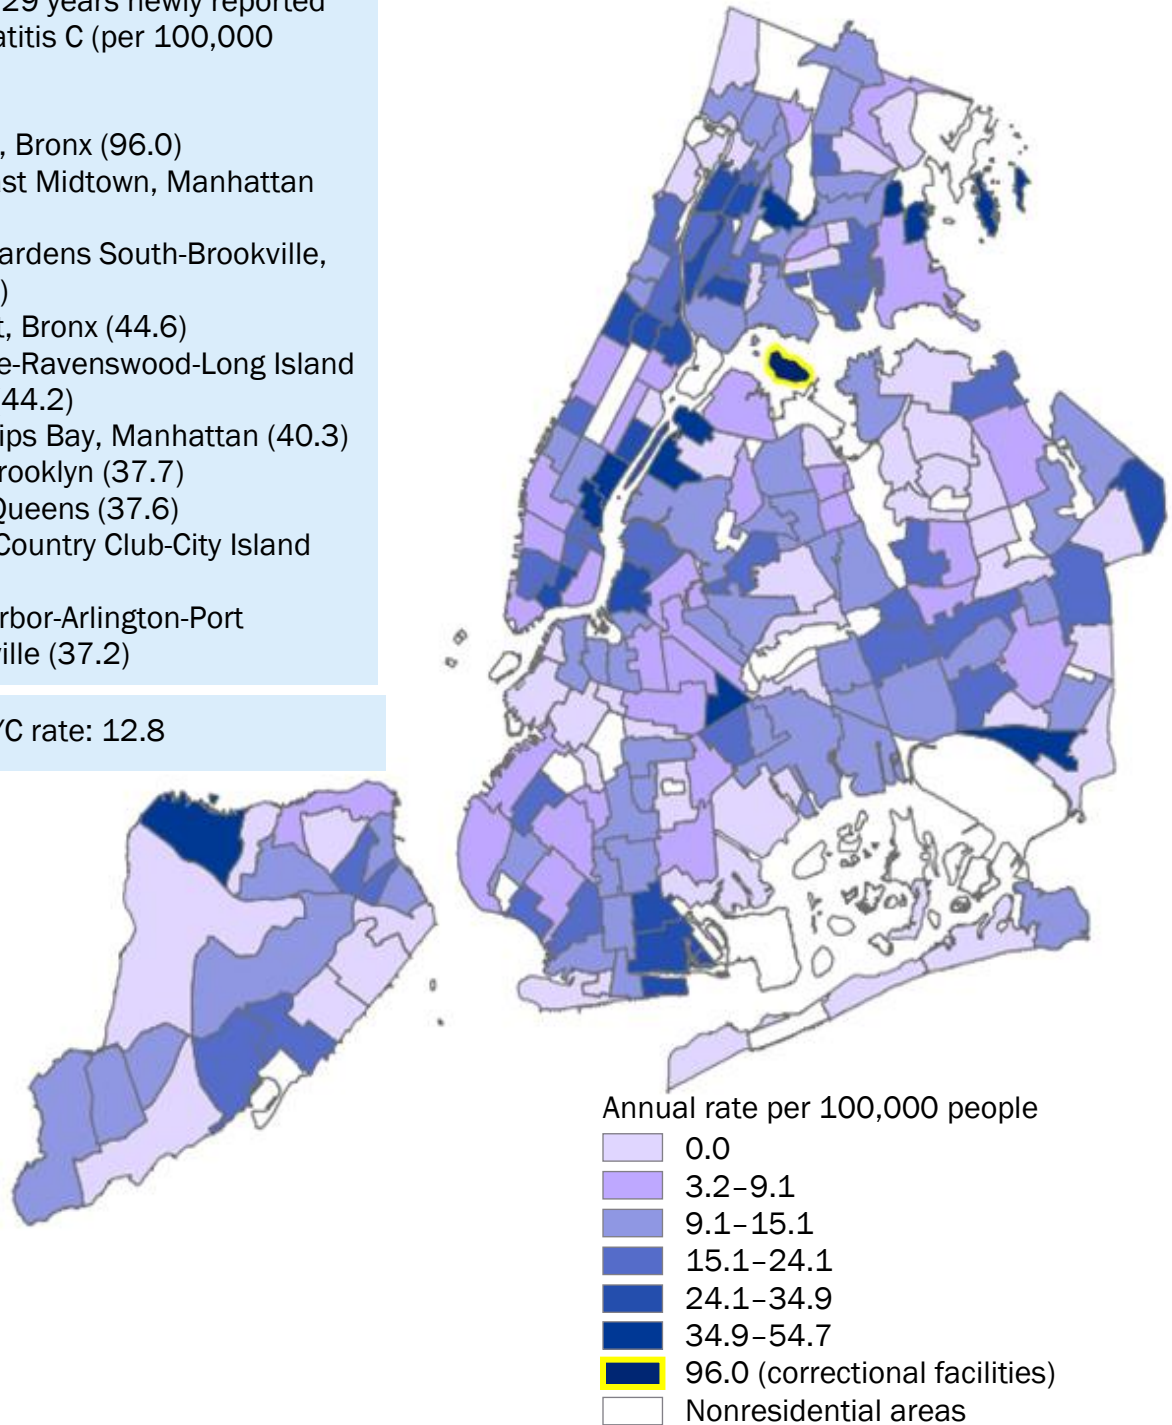 29 years newly reported
atitis C (per 100,000
, Bronx (96.0)
ast Midtown, Manhattan
ardens South-Brookville,
)
t, Bronx (44.6)
e-Ravenswood-Long Island
44.2)
ips Bay, Manhattan (40.3)
rooklyn (37.7)
Queens (37.6)
Country Club-City Island
rbor-Arlington-Port
ville (37.2)
YC rate: 12.8
Annual rate per 100,000 people
0.0
3.2–9.1
9.1–15.1
15.1–24.1
24.1–34.9
34.9–54.7
96.0 (correctional facilities)
Nonresidential areas